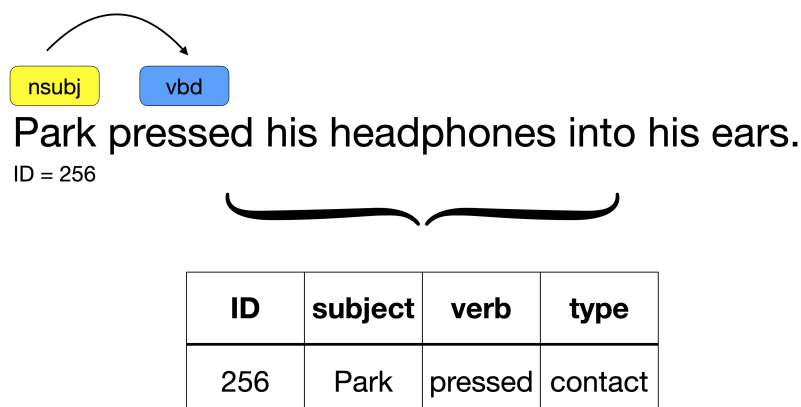 nsubj vbd
Park pressed his headphones into his ears.
ID = 256
ID subject verb type
256 Park pressed contact